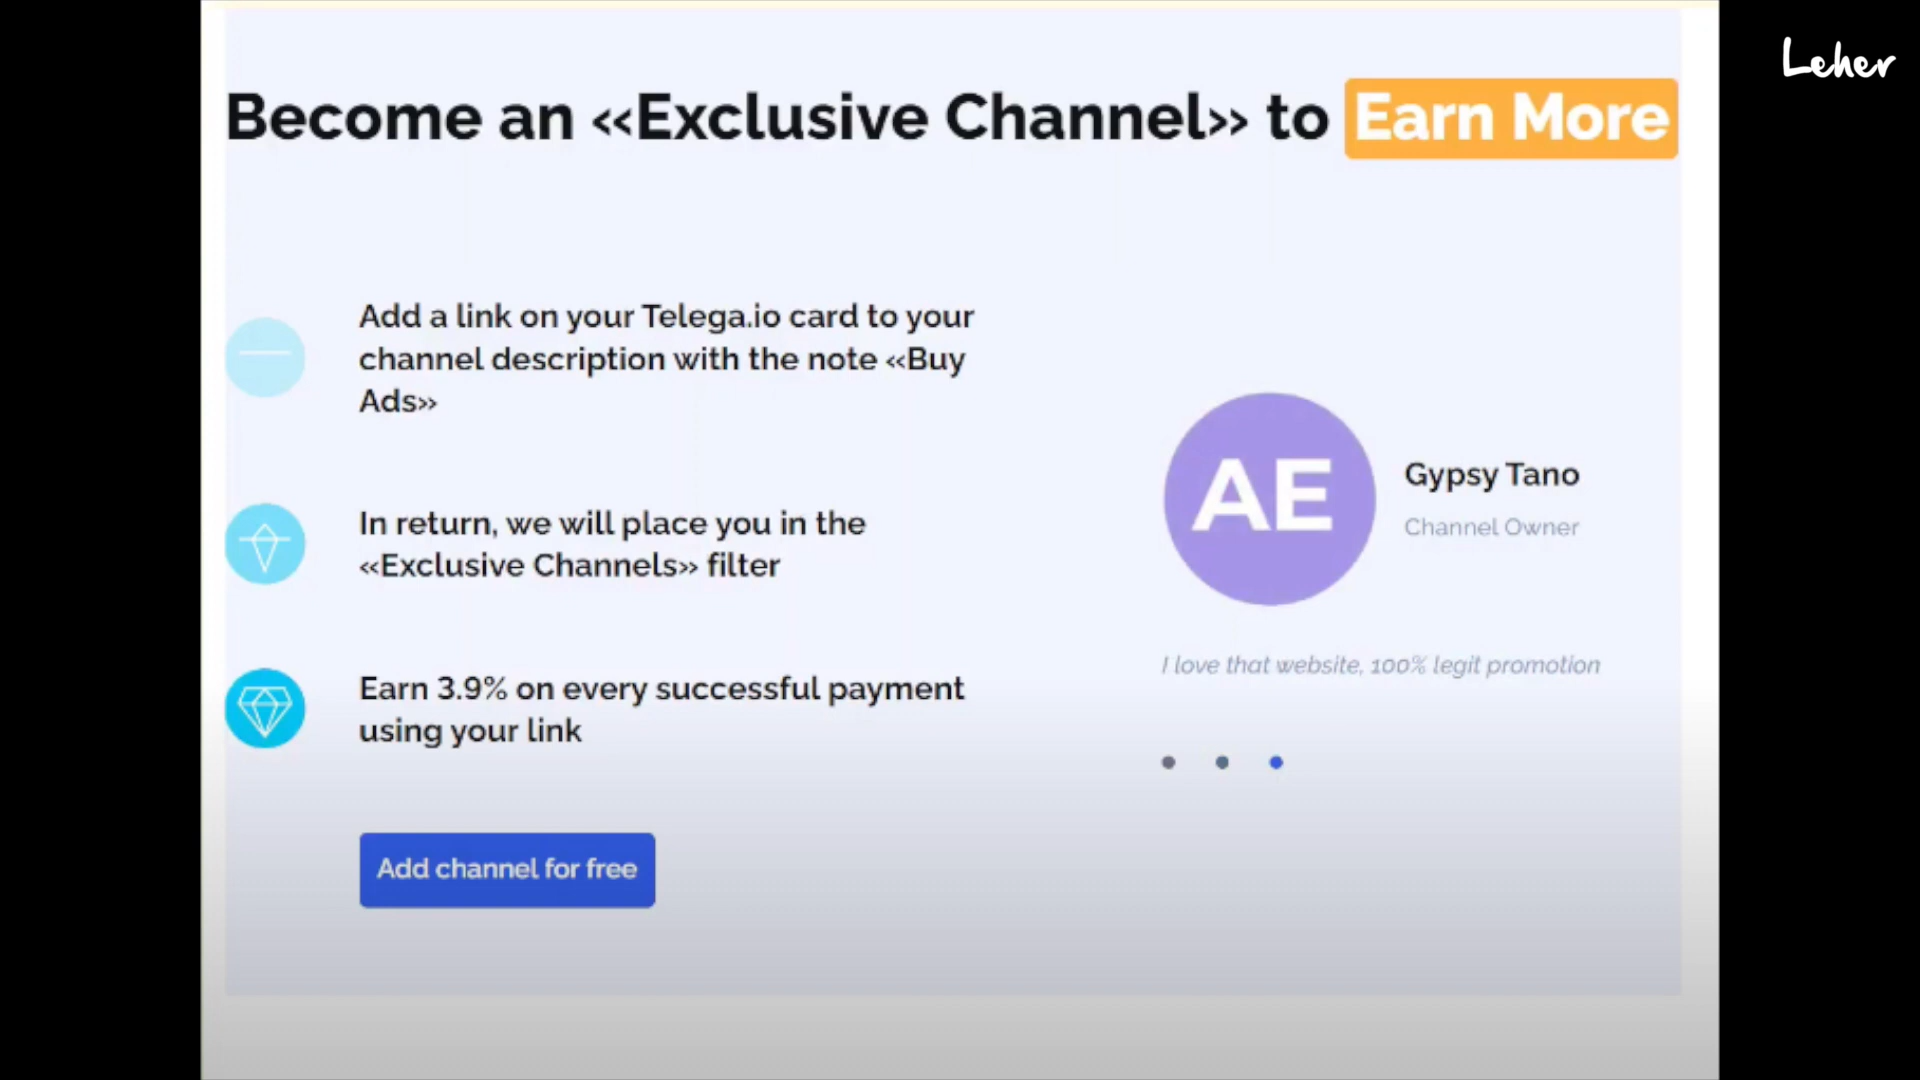 Leher
Become an «Exclusive Channel» to Earn More
Add a link on your Telega.io card to your
channel description with the note «Buy
Ads»
In return, we will place you in the
«Exclusive Channels» filter
Earn 3.9% on every successful payment
using your link
Add channel for free
AE
Gypsy Tano
Channel Owner
I love that website, 100% legit promotion